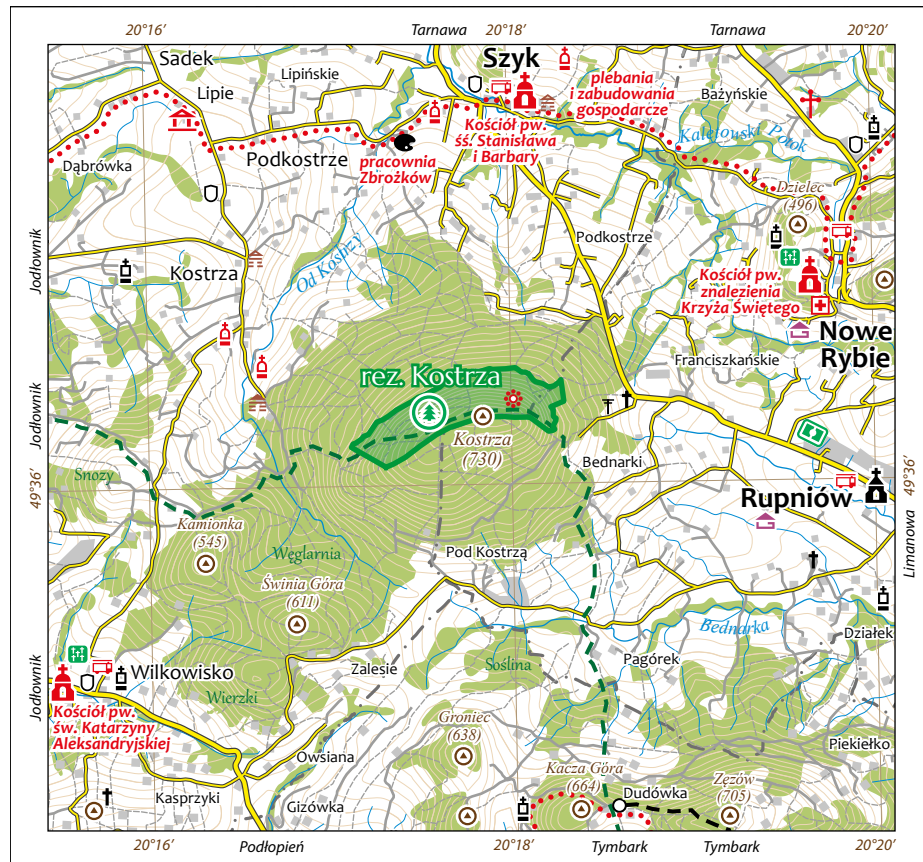 20°16′
Tarnawa
20°18′
Tarnawa
20°20′
Sadek
Szyk
Lipińskie
plebania
i zabudowania
gospodarcze
Bażyńskie
Lipie
Kościół pw.
śś. Stanisława
i Barbary
Kaletowski Potok
Dąbrówka
Podkostrze
pracownia
Zbrożków
Dzielec
(496)
Podkostrze
Jodłownik
Od Kostrzy
Kostrza
Kościół pw.
znalezienia
Krzyża Świętego
Nowe
Rybie
Franciszkańskie
rez. Kostrza
Jodłownik
Kostrza
(730)
Bednarki
49°36′
Snozy
49°36′
Rupniów
Kamionka
(545)
Węglarnia
Pod Kostrzą
Limanowa
Świnia Góra
(611)
Bednarka
Działek
Jodłownik
Wilkowisko
Zalesie
Soślina
Pagórek
Wierzki
Kościół pw.
św. Katarzyny
Aleksandryjskiej
Groniec
(638)
Piekiełko
Owsiana
Kacza Góra
(664)
Dudówka
Zęzów
(705)
Kasprzyki
Gizówka
20°16′
Podłopień
20°18′
Tymbark
Tymbark
20°20′